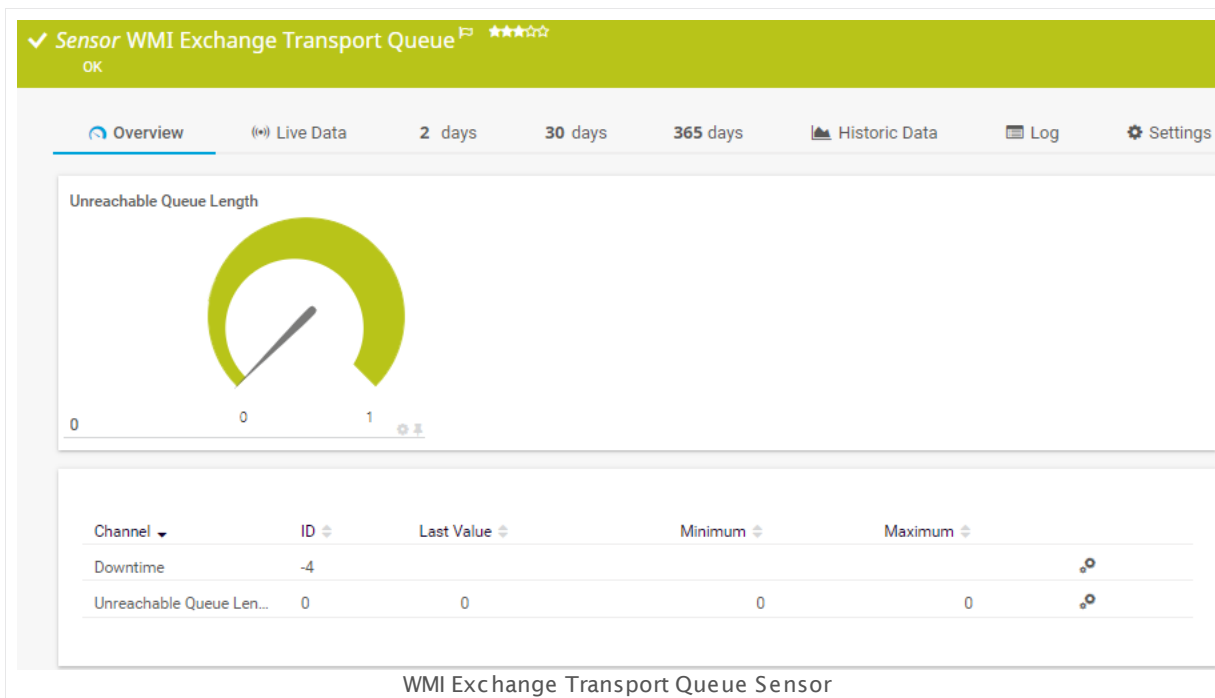 Sensor WMI Exchange Transport Queue
OK
Overview Live Data 2 days 30 days 365 days Historic Data Log Settings
Unreachable Queue Length
0 1
0
Channel ID Last Value Minimum Maximum
Downtime -4
Unreachable Queue Len... 0 0 0 0
WMI Exchange Transport Queue Sensor